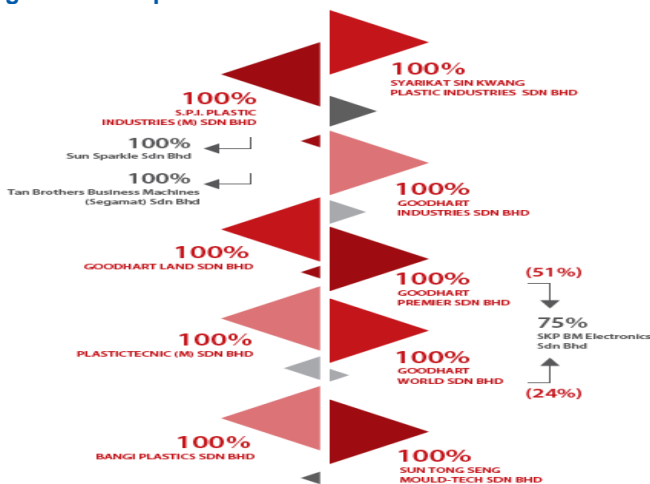 100%
SYARIKAT SIN KWANG
PLASTIC INDUSTRIES SDN BHD
100%
S.P.I. PLASTIC
INDUSTRIES (M) SDN BHD
100%
Sun Sparkle Sdn Bhd
100%
Tan Brothers Business Machines
(Segamat) Sdn Bhd
100%
GOODHART
INDUSTRIES SDN BHD
100%
GOODHART LAND SDN BHD
100%
GOODHART
PREMIER SDN BHD
(51%)
75%
SKP BM Electronics
Sdn Bhd
(24%)
100%
PLASTICTECNIC (M) SDN BHD
100%
GOODHART
WORLD SDN BHD
100%
BANGI PLASTICS SDN BHD
100%
SUN TONG SENG
MOULD-TECH SDN BHD